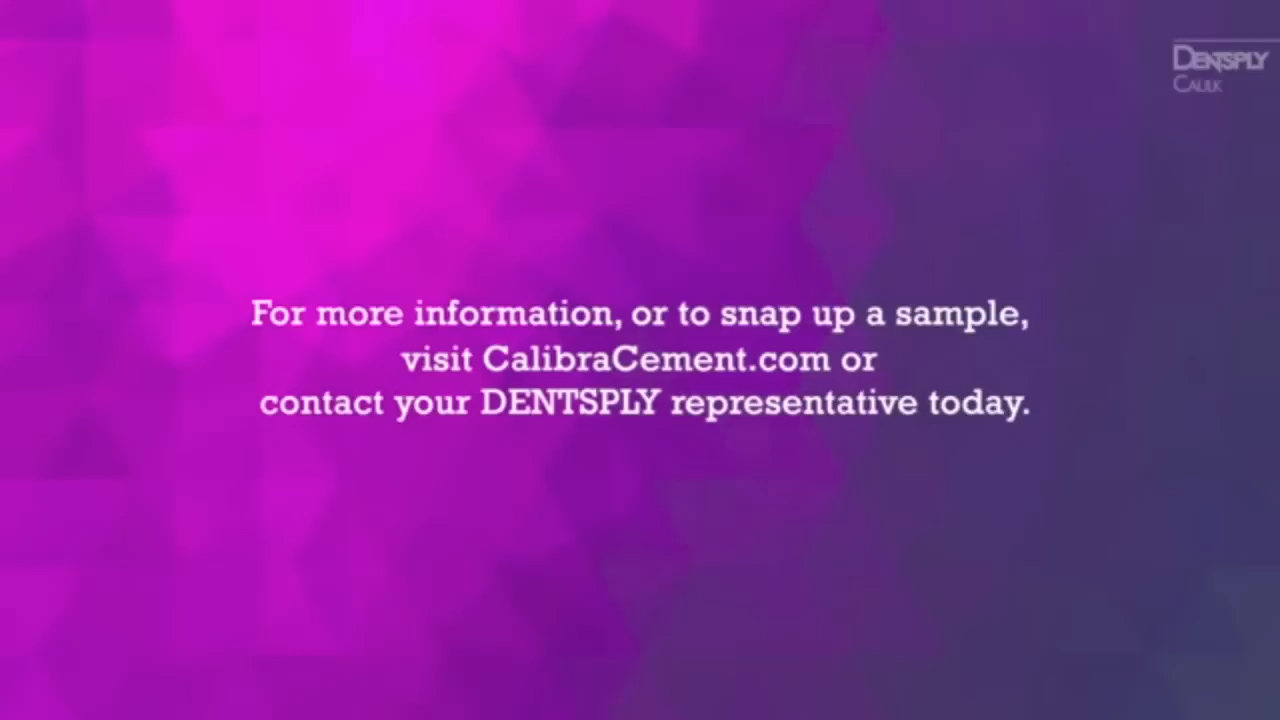 DENTSPLY
CAULK
For more information, or to snap up a sample,
visit CalibraCement.com or
contact your DENTSPLY representative today.